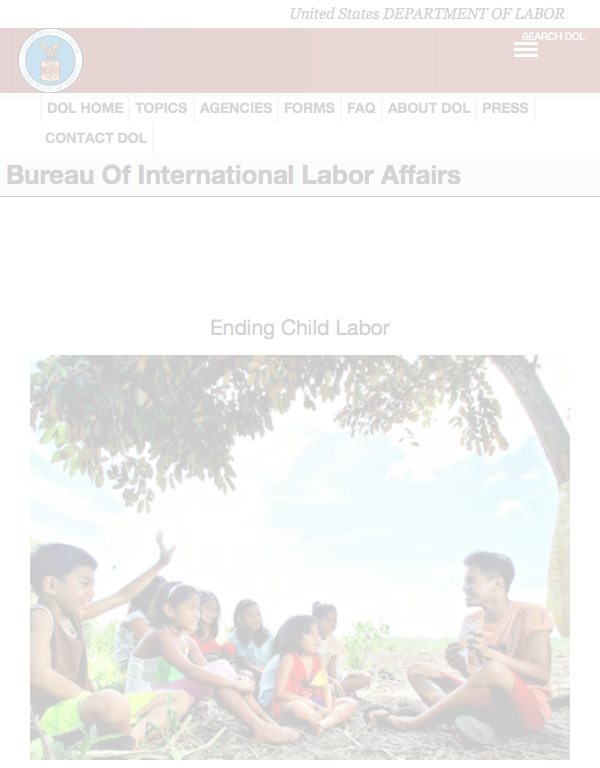 United States DEPARTMENT OF LABOR
SEARCH DOL
DOL HOME TOPICS AGENCIES FORMS FAQ ABOUT DOL PRESS
CONTACT DOL
Bureau Of International Labor Affairs
Ending Child Labor